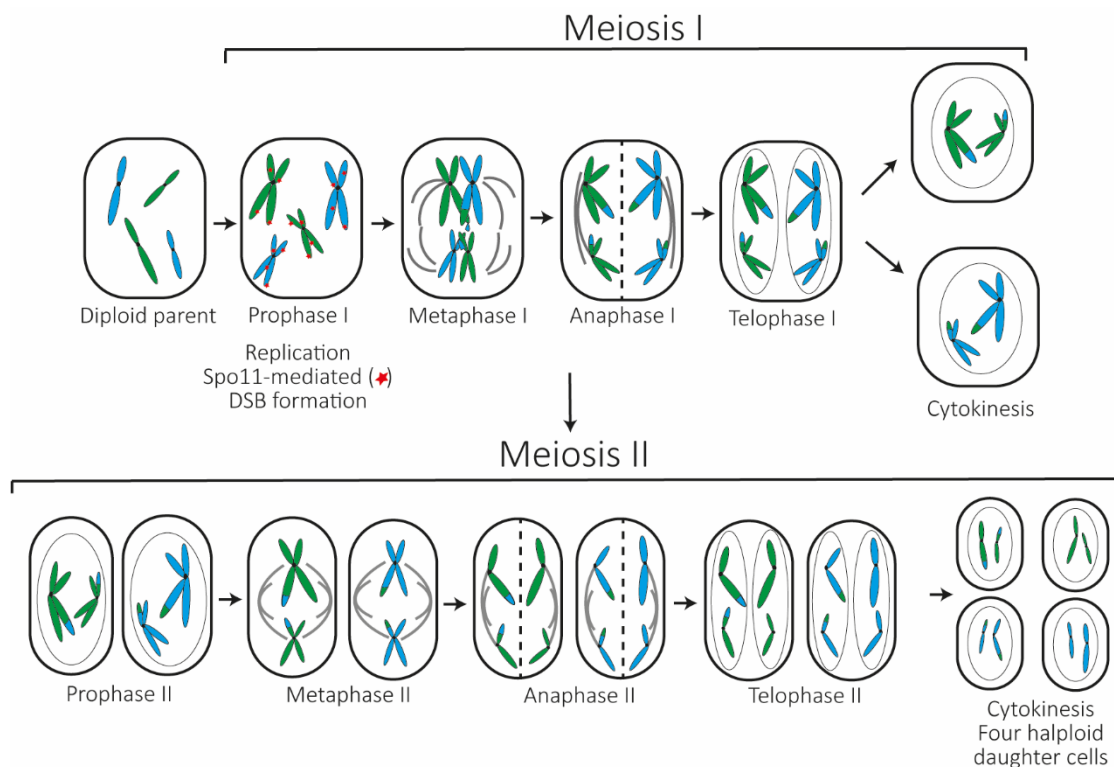 Meiosis I
Diploid parent
Prophase I
Metaphase I
Anaphase I
Telophase I
Replication
Spo11-mediated (★)
DSB formation
Cytokinesis
Meiosis II
Prophase II
Metaphase II
Anaphase II
Telophase II
Cytokinesis
Four halploid
daughter cells